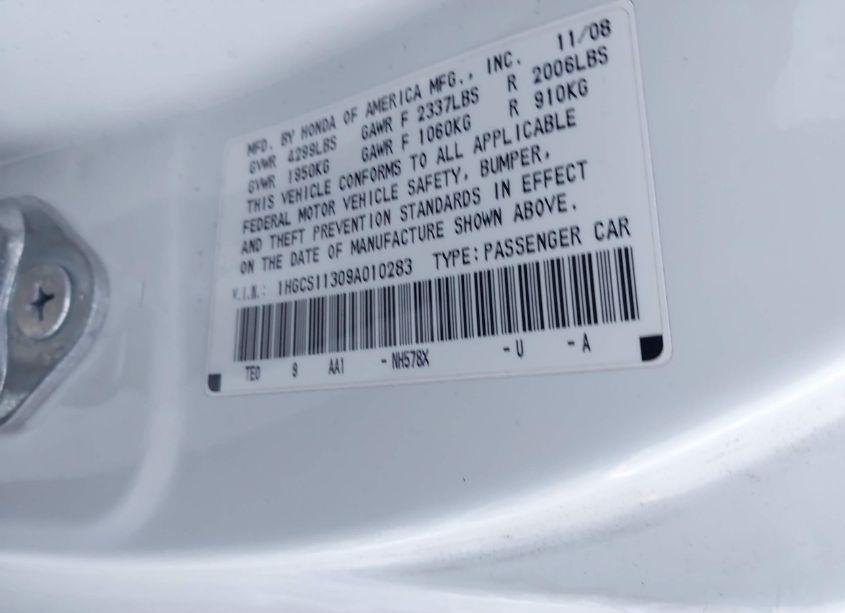 MFD. BY HONDA OF AMERICA MFG., INC. 11/08
GVWR 4299LBS GAWR F 2337LBS R 2006LBS
GVWR 1950KG GAWR F 1060KG R 910KG
THIS VEHICLE CONFORMS TO ALL APPLICABLE
FEDERAL MOTOR VEHICLE SAFETY, BUMPER,
AND THEFT PREVENTION STANDARDS IN EFFECT
ON THE DATE OF MANUFACTURE SHOWN ABOVE.
V.I.N.: 1HGCS11309A010283 TYPE:PASSENGER CAR
TE0 9 AA1 -NH578X -U -A